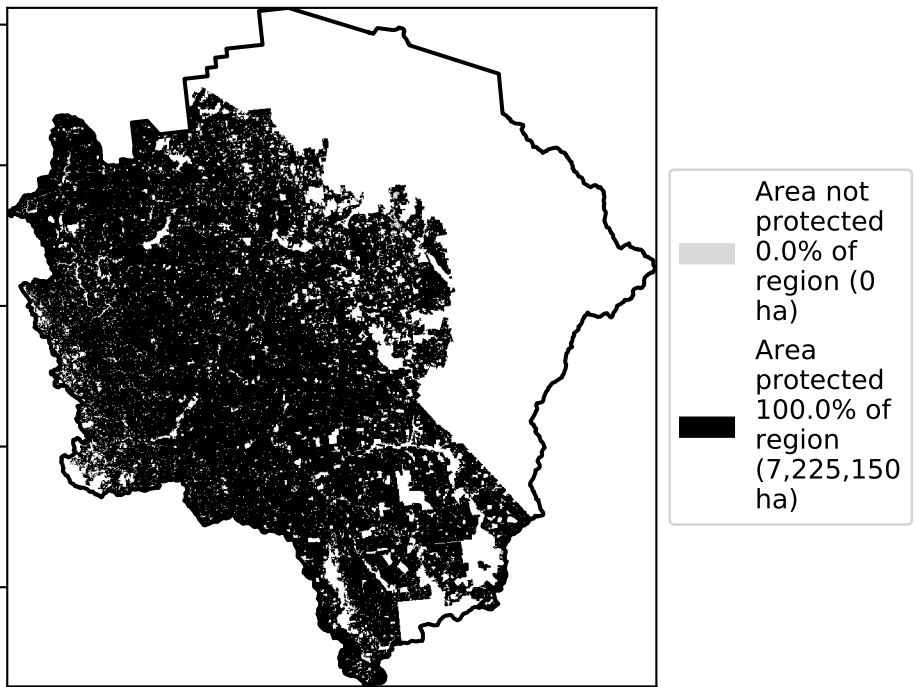 Area not
protected
0.0% of
region (0
ha)
Area
protected
100.0% of
region
(7,225,150
ha)